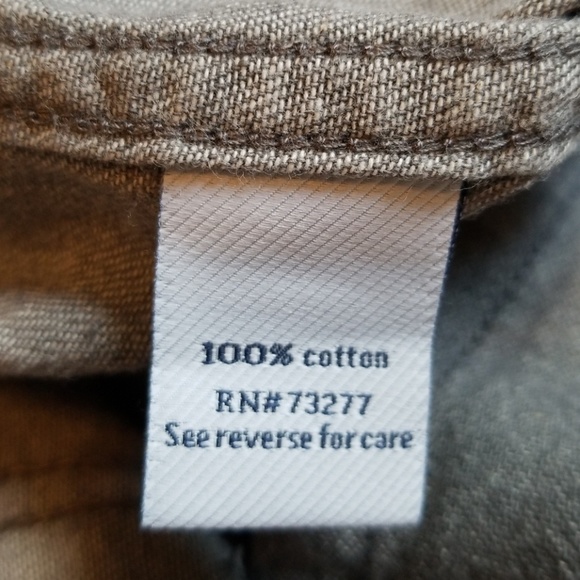 100% cotton
RN#73277
See reverse for care